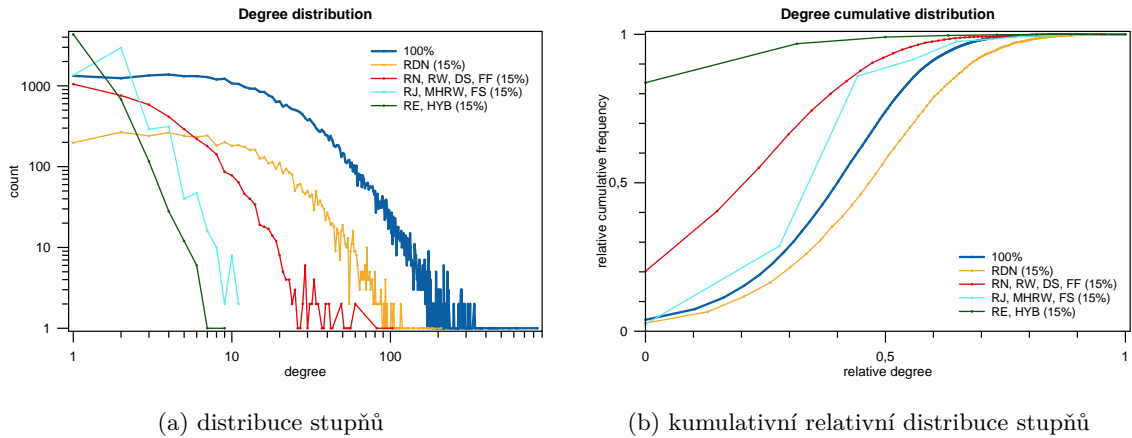 Degree distribution
1000
100
10
1
count
1
10
100
degree
100%
RDN (15%)
RN, RW, DS, FF (15%)
RJ, MHRW, FS (15%)
RE, HYB (15%)
(a) distribuce stupňů
Degree cumulative distribution
1
0,5
0
relative cumulative frequency
0
0,5
1
relative degree
100%
RDN (15%)
RN, RW, DS, FF (15%)
RJ, MHRW, FS (15%)
RE, HYB (15%)
(b) kumulativní relativní distribuce stupňů